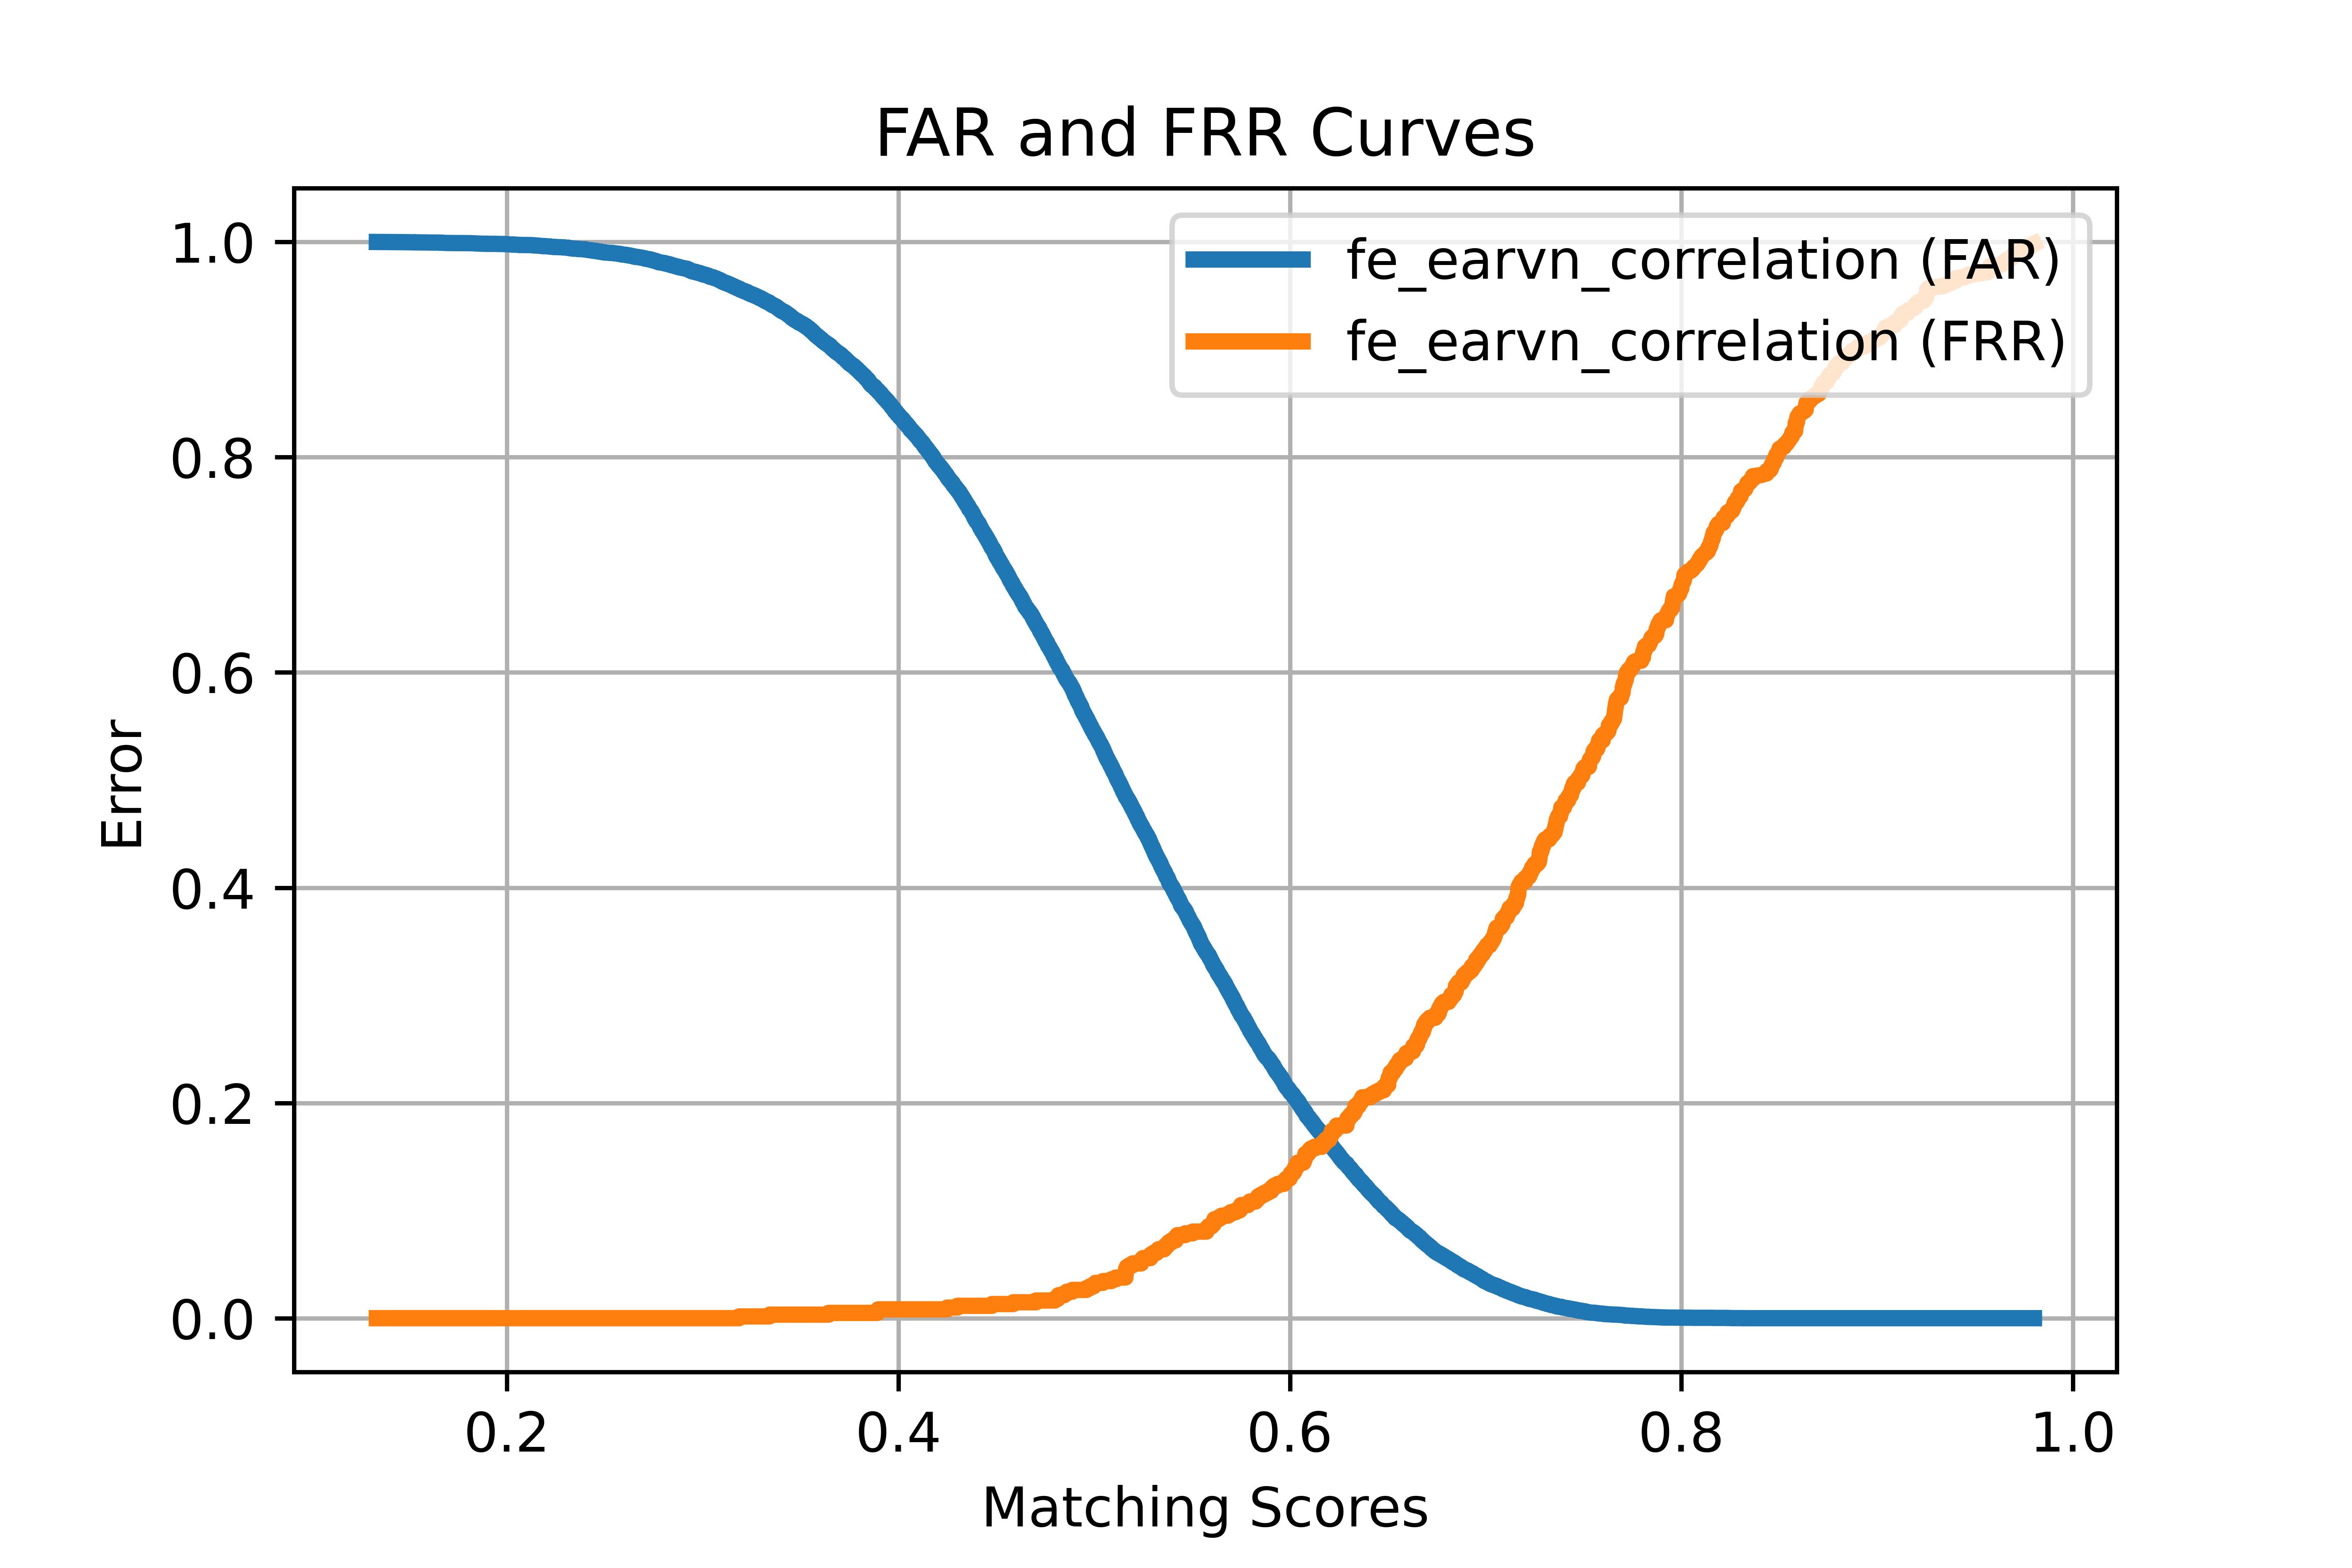 FAR and FRR Curves
fe_earvn_correlation (FAR)
fe_earvn_correlation (FRR)
1.0
0.8
0.6
0.4
0.2
0.0
Error
0.2 0.4 0.6 0.8 1.0
Matching Scores